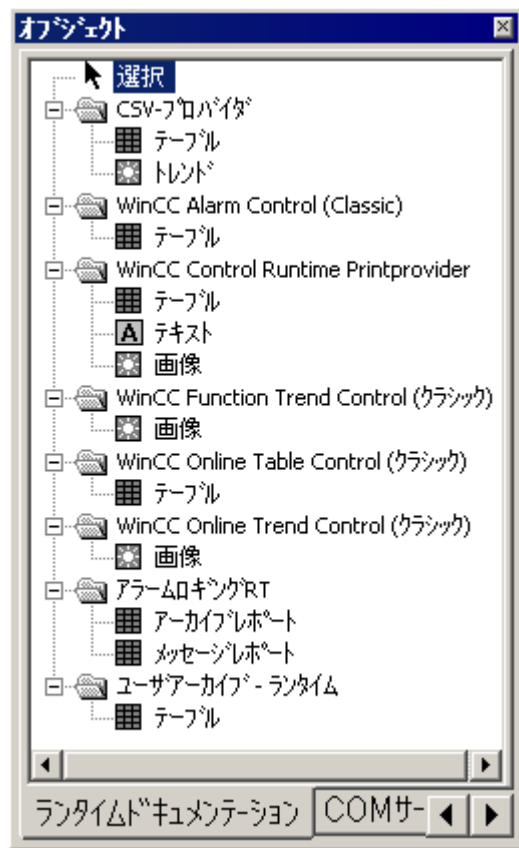 オブジェクト
選択
CSV-プロバイダ
テーブル
トレンド
WinCC Alarm Control (Classic)
テーブル
WinCC Control Runtime Printprovider
テーブル
A テキスト
画像
WinCC Function Trend Control (クラシック)
画像
WinCC Online Table Control (クラシック)
テーブル
WinCC Online Trend Control (クラシック)
画像
アラームロギングRT
アーカイブレポート
メッセージレポート
ユーザアーカイブ - ランタイム
テーブル
ランタイムドキュメンテーション COMサー